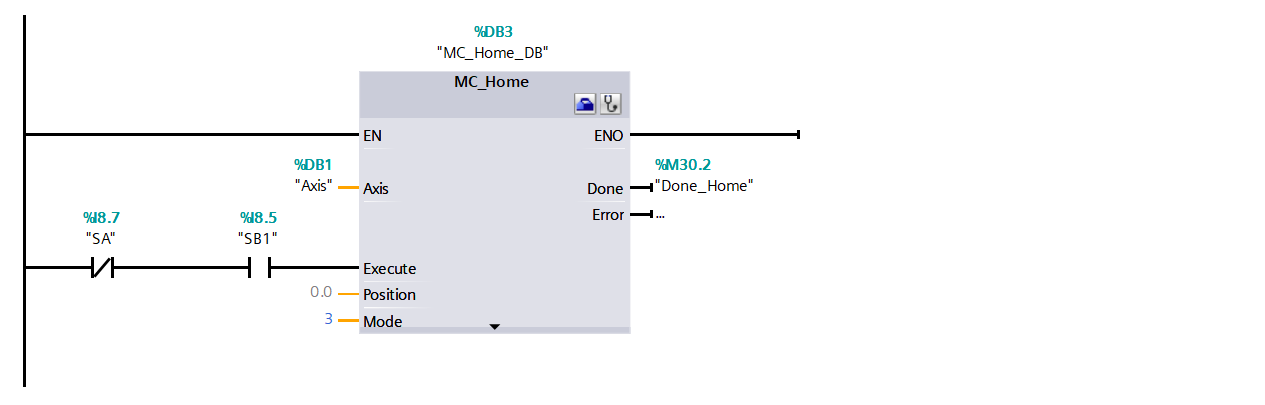 %DB3
"MC_Home_DB"
MC_Home
EN
ENO
%DB1
"Axis"
Axis
%M30.2
"Done_Home"
Done
Error
...
%I8.7
"SA"
%I8.5
"SB1"
Execute
0.0
Position
3
Mode